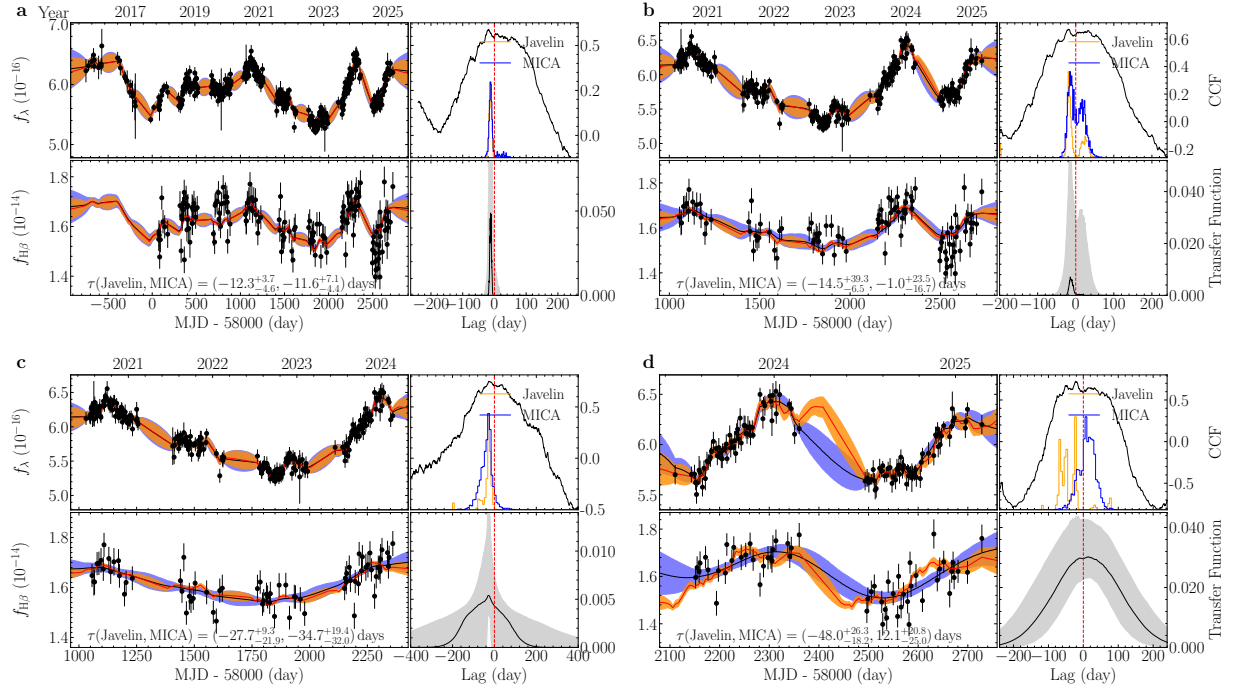 a
Year 2017 2019 2021 2023 2025
7.0
6.0
5.0
f_λ (10^{-16})
Javelin
MICA
0.5
0.2
0.0
1.8
1.6
1.4
f_{Hβ} (10^{-14})
τ(Javelin, MICA) = (−12.3^{+3.7}_{−4.6}, −11.6^{+7.1}_{−4.4}) days
0.050
0.000
−500 0 500 1000 1500 2000 2500
−200 0 200
MJD - 58000 (day)
Lag (day)
b
2021 2022 2023 2024 2025
6.5
6.0
5.5
5.0
Javelin
MICA
0.6
0.4
0.2
0.0
−0.2
CCF
1.8
1.6
1.4
τ(Javelin, MICA) = (−14.5^{+39.3}_{−6.5}, −1.0^{+23.5}_{−16.7}) days
0.040
0.020
0.000
Transfer Function
1000 1500 2000 2500
−100 0 100 200
MJD - 58000 (day)
Lag (day)
c
2021 2022 2023 2024
6.5
6.0
5.5
5.0
f_λ (10^{-16})
Javelin
MICA
0.5
0.0
−0.5
1.8
1.6
1.4
f_{Hβ} (10^{-14})
τ(Javelin, MICA) = (−27.7^{+9.3}_{−21.9}, −34.7^{+19.4}_{−32.0}) days
0.010
0.005
0.000
1000 1250 1500 1750 2000 2250
−200 0 200 400
MJD - 58000 (day)
Lag (day)
d
2024 2025
6.5
6.0
5.5
Javelin
MICA
0.5
0.0
−0.5
CCF
1.8
1.6
1.4
τ(Javelin, MICA) = (−48.0^{+26.3}_{−18.2}, 12.1^{+20.8}_{−25.0}) days
0.040
0.020
0.000
Transfer Function
2100 2200 2300 2400 2500 2600 2700
−100 0 100 200
MJD - 58000 (day)
Lag (day)